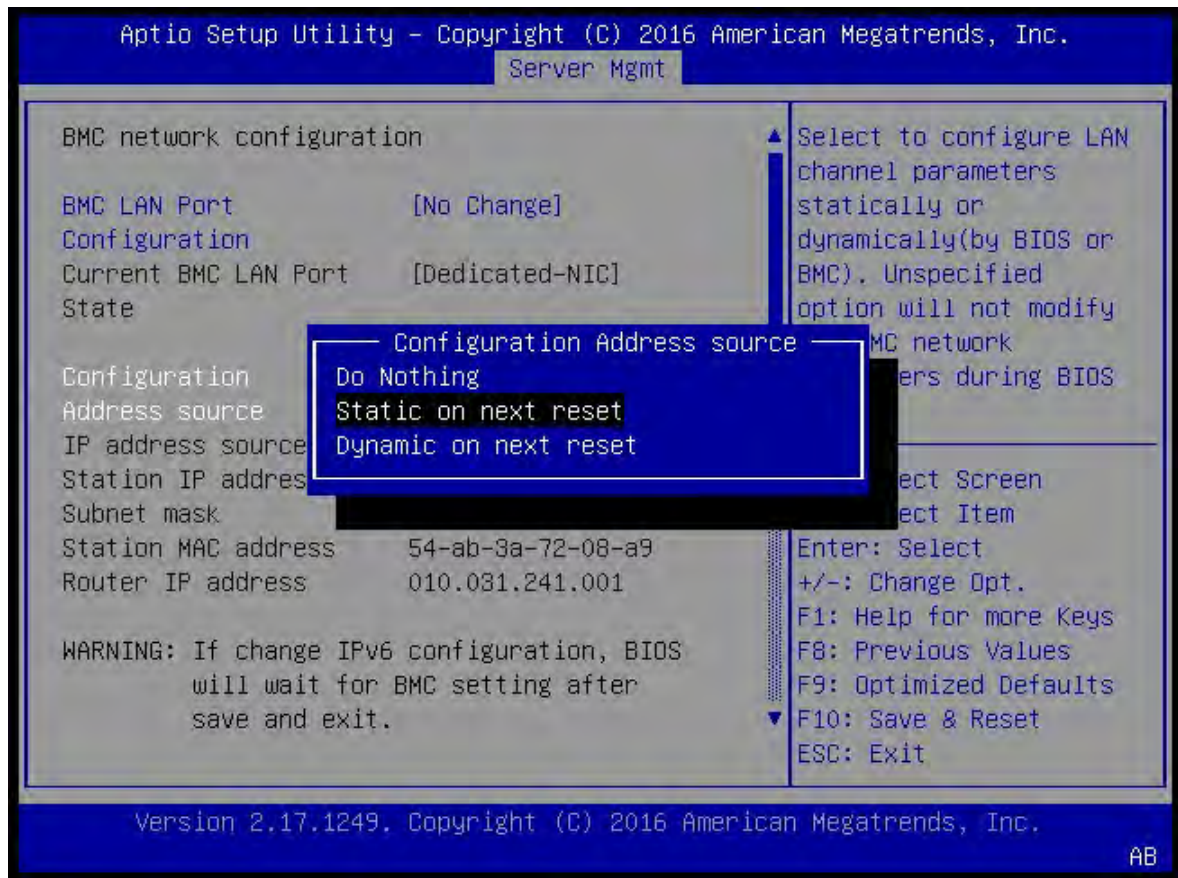 Aptio Setup Utility – Copyright (C) 2016 American Megatrends, Inc.
Server Mgmt
BMC network configuration
BMC LAN Port [No Change]
Configuration
Current BMC LAN Port [Dedicated-NIC]
State
Configuration
Address source
IP address source
Station IP addres
Subnet mask
Station MAC address 54-ab-3a-72-08-a9
Router IP address 010.031.241.001
WARNING: If change IPv6 configuration, BIOS
will wait for BMC setting after
save and exit.
Configuration Address source
Do Nothing
Static on next reset
Dynamic on next reset
Select to configure LAN
channel parameters
statically or
dynamically(by BIOS or
BMC). Unspecified
option will not modify
MC network
ers during BIOS
ect Screen
ect Item
Enter: Select
+/-: Change Opt.
F1: Help for more Keys
F8: Previous Values
F9: Optimized Defaults
F10: Save & Reset
ESC: Exit
Version 2.17.1249. Copyright (C) 2016 American Megatrends, Inc.
AB